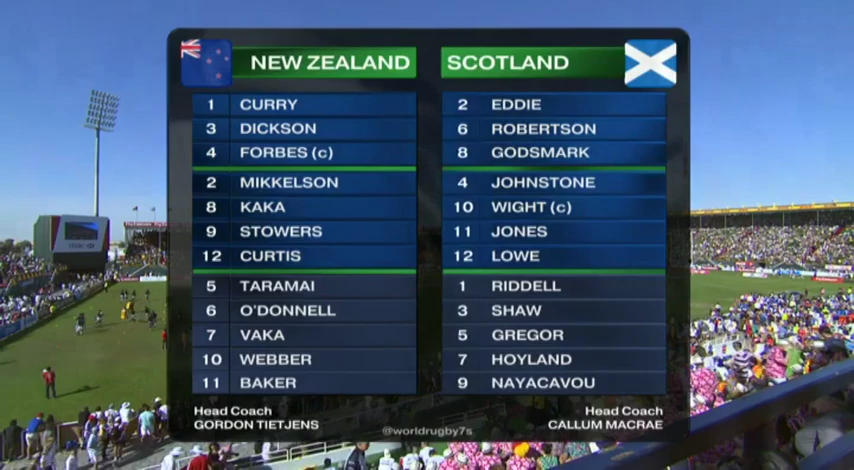 NEW ZEALAND
1 CURRY
3 DICKSON
4 FORBES (c)
2 MIKKELSON
8 KAKA
9 STOWERS
12 CURTIS
5 TARAMAI
6 O'DONNELL
7 VAKA
10 WEBBER
11 BAKER
Head Coach
GORDON TIETJENS
SCOTLAND
2 EDDIE
6 ROBERTSON
8 GODSMARK
4 JOHNSTONE
10 WIGHT (c)
11 JONES
12 LOWE
1 RIDDELL
3 SHAW
5 GREGOR
7 HOYLAND
9 NAYACAVOU
Head Coach
CALLUM MACRAE
@worldrugby7s